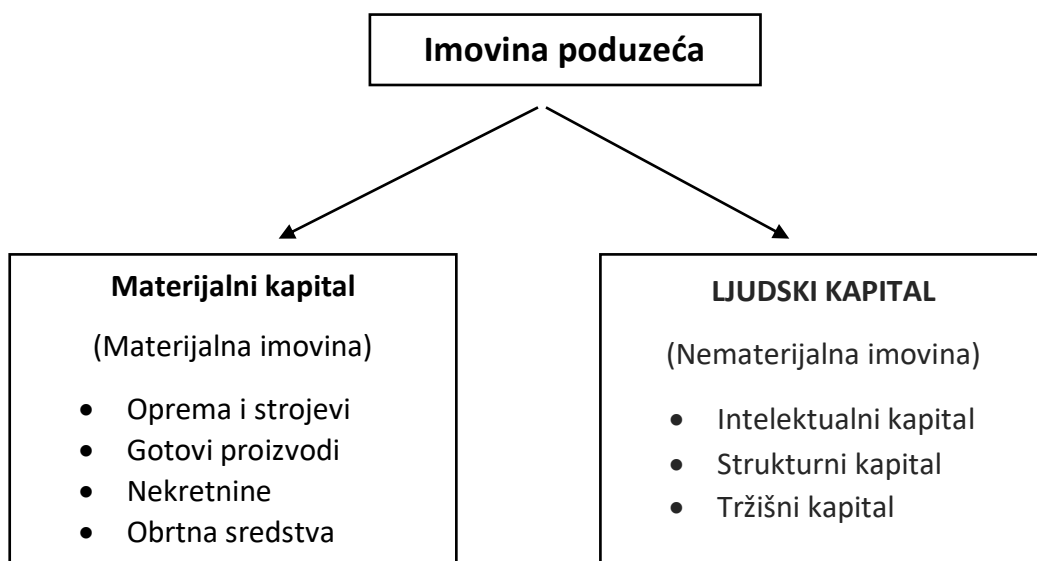 Imovina poduzeća
Materijalni kapital
(Materijalna imovina)
• Oprema i strojevi
• Gotovi proizvodi
• Nekretnine
• Obrtna sredstva
LJUDSKI KAPITAL
(Nematerijalna imovina)
• Intelektualni kapital
• Strukturni kapital
• Tržišni kapital